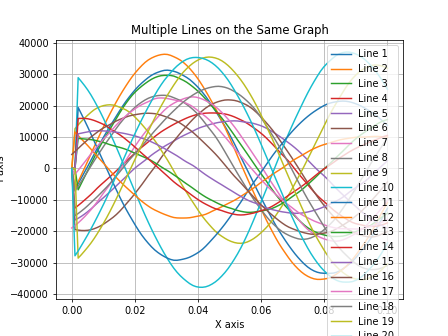 Multiple Lines on the Same Graph
40000
30000
20000
10000
0
−10000
−20000
−30000
−40000
0.00
0.02
0.04
0.06
0.10
X axis
Line 1
Line 2
Line 3
Line 4
Line 5
Line 6
Line 7
Line 8
Line 9
Line 10
Line 11
Line 12
Line 13
Line 14
Line 15
Line 16
Line 17
Line 18
Line 19